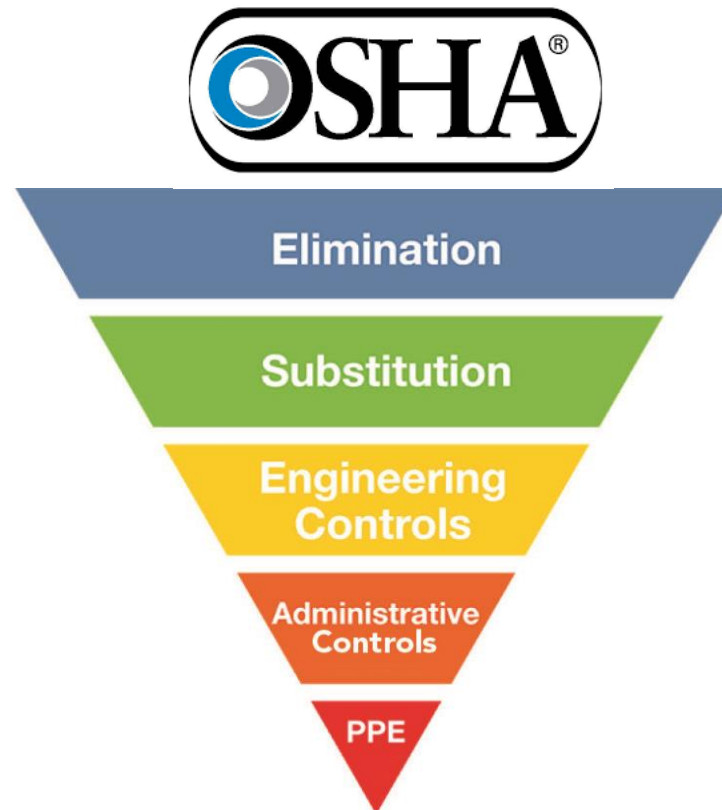 OSHA®
Elimination
Substitution
Engineering
Controls
Administrative
Controls
PPE